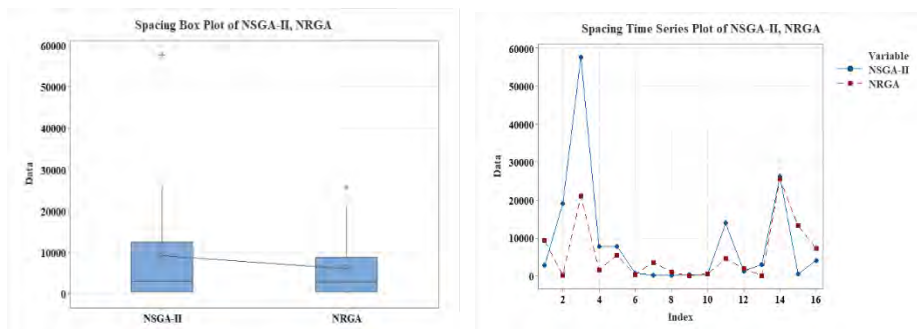 Spacing Box Plot of NSGA-II, NRGA
60000
50000
40000
30000
20000
10000
0
Data
NSGA-II
NRGA
Spacing Time Series Plot of NSGA-II, NRGA
60000
50000
40000
30000
20000
10000
0
Data
2
4
6
8
10
12
14
16
Index
Variable
NSGA-II
NRGA